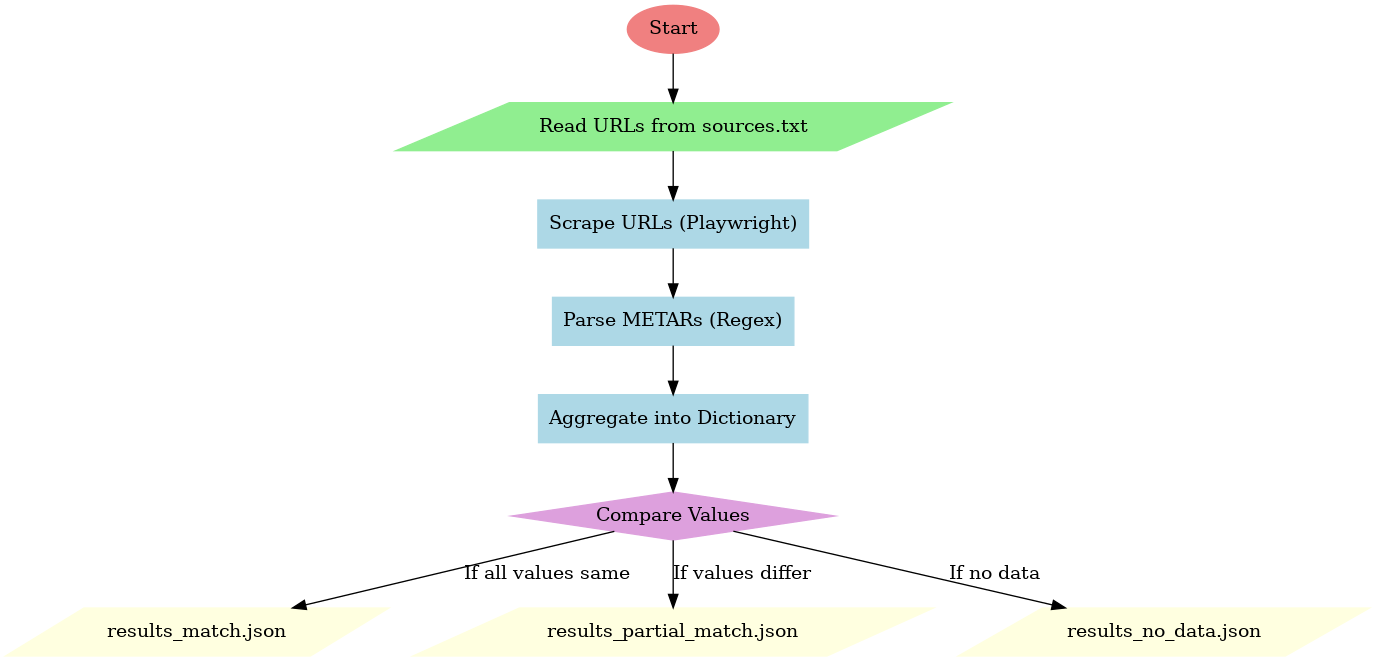 Start
Read URLs from sources.txt
Scrape URLs (Playwright)
Parse METARs (Regex)
Aggregate into Dictionary
Compare Values
If all values same
If values differ
If no data
results_match.json
results_partial_match.json
results_no_data.json